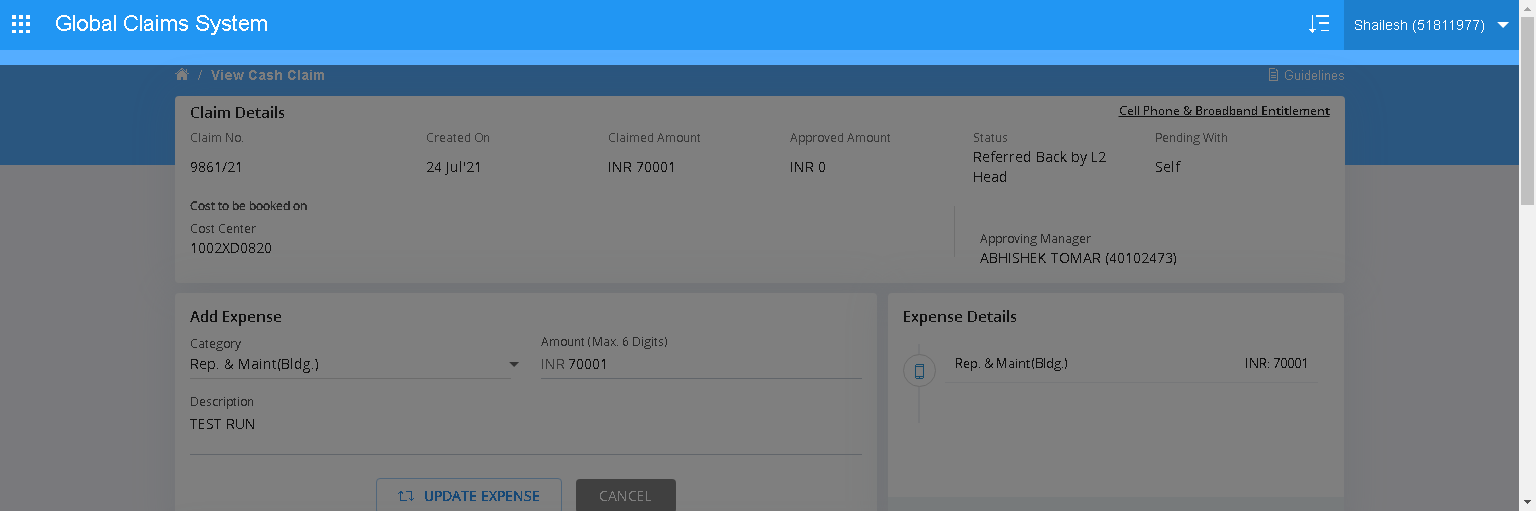 Global Claims System
Shailesh (51811977)
/ View Cash Claim
Guidelines
Claim Details
Cell Phone & Broadband Entitlement
Claim No.
Created On
Claimed Amount
Approved Amount
Status
Pending With
9861/21
24 Jul'21
INR 70001
INR 0
Referred Back by L2
Head
Self
Cost to be booked on
Cost Center
1002XD0820
Approving Manager
ABHISHEK TOMAR (40102473)
Add Expense
Category
Rep. & Maint(Bldg.)
Amount (Max. 6 Digits)
INR 70001
Description
TEST RUN
UPDATE EXPENSE
CANCEL
Expense Details
Rep. & Maint(Bldg.)
INR: 70001